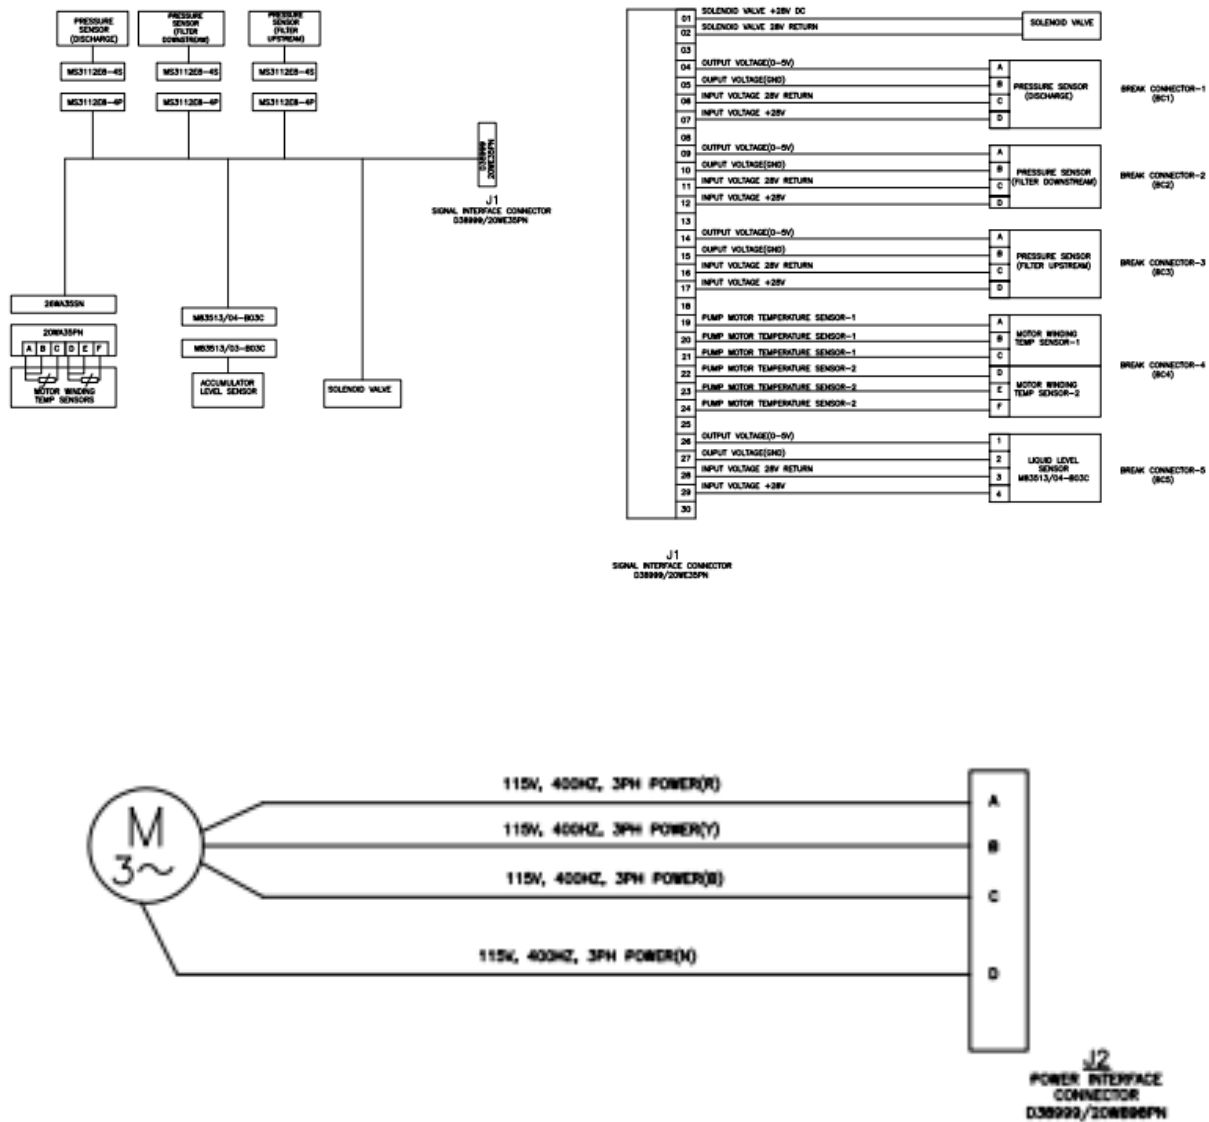 PRESSURE
SENSOR
(DISCHARGE)
PRESSURE
SENSOR
(FILTER
DOWNSTREAM)
PRESSURE
SENSOR
(FILTER
UPSTREAM)
MS3112E8-4S
MS3112E8-4S
MS3112E8-4S
MS3112E8-4P
MS3112E8-4P
MS3112E8-4P
D38999
20WE35PN
J1
SIGNAL INTERFACE CONNECTOR
D38999/20WE35PN
26WA35SN
20WA35PN
A B C D E F
MOTOR WINDING
TEMP SENSORS
M83513/04-B03C
M83513/03-B03C
ACCUMULATOR
LEVEL SENSOR
SOLENOID VALVE
01 SOLENOID VALVE +28V DC
02 SOLENOID VALVE 28V RETURN
SOLENOID VALVE
03
04 OUTPUT VOLTAGE(0-5V) A
05 OUPUT VOLTAGE(GND) B
06 INPUT VOLTAGE 28V RETURN C
07 INPUT VOLTAGE +28V D
PRESSURE SENSOR
(DISCHARGE)
BREAK CONNECTOR-1
(BC1)
08
09 OUTPUT VOLTAGE(0-5V) A
10 OUPUT VOLTAGE(GND) B
11 INPUT VOLTAGE 28V RETURN C
12 INPUT VOLTAGE +28V D
PRESSURE SENSOR
(FILTER DOWNSTREAM)
BREAK CONNECTOR-2
(BC2)
13
14 OUTPUT VOLTAGE(0-5V) A
15 OUPUT VOLTAGE(GND) B
16 INPUT VOLTAGE 28V RETURN C
17 INPUT VOLTAGE +28V D
PRESSURE SENSOR
(FILTER UPSTREAM)
BREAK CONNECTOR-3
(BC3)
18
19 PUMP MOTOR TEMPERATURE SENSOR-1 A
20 PUMP MOTOR TEMPERATURE SENSOR-1 B
21 PUMP MOTOR TEMPERATURE SENSOR-1 C
22 PUMP MOTOR TEMPERATURE SENSOR-2 D
23 PUMP MOTOR TEMPERATURE SENSOR-2 E
24 PUMP MOTOR TEMPERATURE SENSOR-2 F
MOTOR WINDING
TEMP SENSOR-1
MOTOR WINDING
TEMP SENSOR-2
BREAK CONNECTOR-4
(BC4)
25
26 OUTPUT VOLTAGE(0-5V) 1
27 OUPUT VOLTAGE(GND) 2
28 INPUT VOLTAGE 28V RETURN 3
29 INPUT VOLTAGE +28V 4
LIQUID LEVEL
SENSOR
M83513/04-B03C
BREAK CONNECTOR-5
(BC5)
30
J1
SIGNAL INTERFACE CONNECTOR
D38999/20WE35PN
M
3~
115V, 400HZ, 3PH POWER(R) A
115V, 400HZ, 3PH POWER(Y) B
115V, 400HZ, 3PH POWER(B) C
115V, 400HZ, 3PH POWER(N) D
J2
POWER INTERFACE
CONNECTOR
D38999/20WB98PN